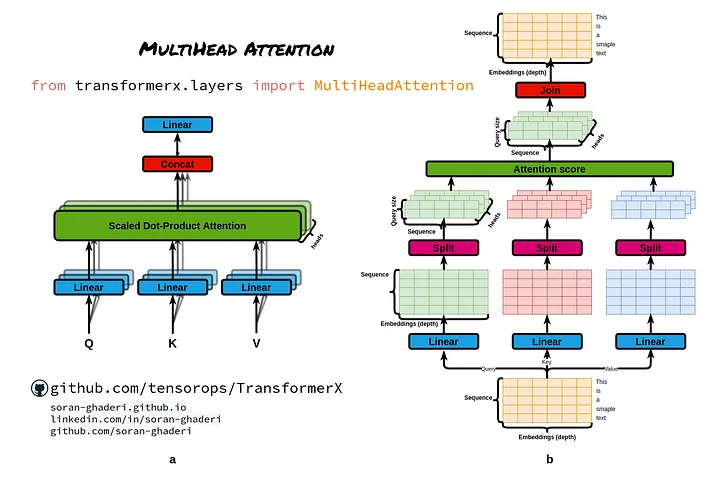 MultiHead Attention
from transformerx.layers import MultiHeadAttention
Linear
Concat
Scaled Dot-Product Attention
heads
Linear
Linear
Linear
Q
K
V
github.com/tensorops/TransformerX
soran-ghaderi.github.io
linkedin.com/in/soran-ghaderi
github.com/soran-ghaderi
a
Sequence
This
is
a
smaple
text
Embeddings (depth)
Join
Query size
Sequence
heads
Attention score
Query size
Sequence
heads
Split
Split
Split
Sequence
Embeddings (depth)
Linear
Linear
Linear
Query
Key
Value
Sequence
This
is
a
smaple
text
Embeddings (depth)
b